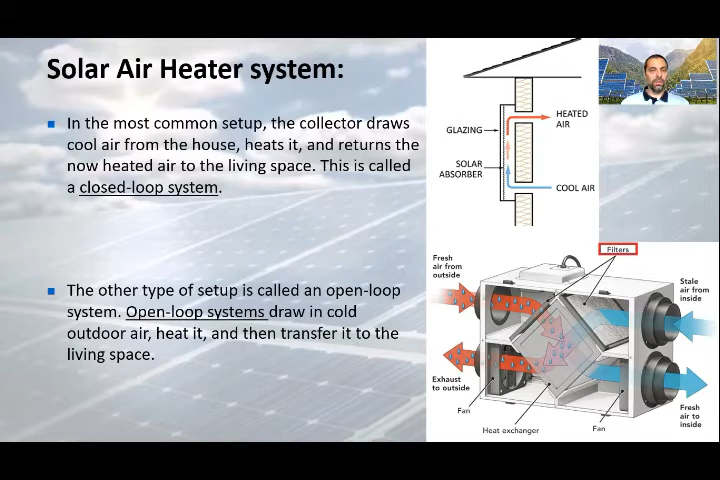 Solar Air Heater system:
In the most common setup, the collector draws
cool air from the house, heats it, and returns the
now heated air to the living space. This is called
a closed-loop system.
The other type of setup is called an open-loop
system. Open-loop systems draw in cold
outdoor air, heat it, and then transfer it to the
living space.
HEATED
AIR
GLAZING
SOLAR
ABSORBER
COOL AIR
Filters
Fresh
air from
outside
Stale
air from
inside
Exhaust
to outside
Fan
Heat exchanger
Fan
Fresh
air to
inside